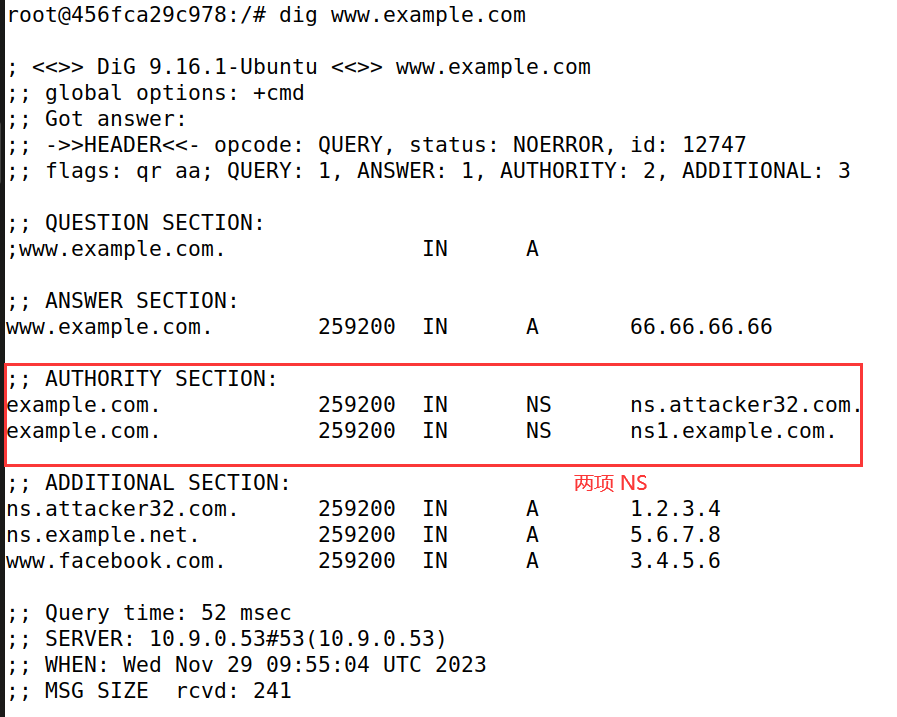 root@456fca29c978:/# dig www.example.com
; <<>> DiG 9.16.1-Ubuntu <<>> www.example.com
;; global options: +cmd
;; Got answer:
;; ->>HEADER<<- opcode: QUERY, status: NOERROR, id: 12747
;; flags: qr aa; QUERY: 1, ANSWER: 1, AUTHORITY: 2, ADDITIONAL: 3
;; QUESTION SECTION:
;www.example.com. IN A
;; ANSWER SECTION:
www.example.com. 259200 IN A 66.66.66.66
;; AUTHORITY SECTION:
example.com. 259200 IN NS ns.attacker32.com.
example.com. 259200 IN NS ns1.example.com.
;; ADDITIONAL SECTION:
两项 NS
ns.attacker32.com. 259200 IN A 1.2.3.4
ns.example.net. 259200 IN A 5.6.7.8
www.facebook.com. 259200 IN A 3.4.5.6
;; Query time: 52 msec
;; SERVER: 10.9.0.53#53(10.9.0.53)
;; WHEN: Wed Nov 29 09:55:04 UTC 2023
;; MSG SIZE rcvd: 241